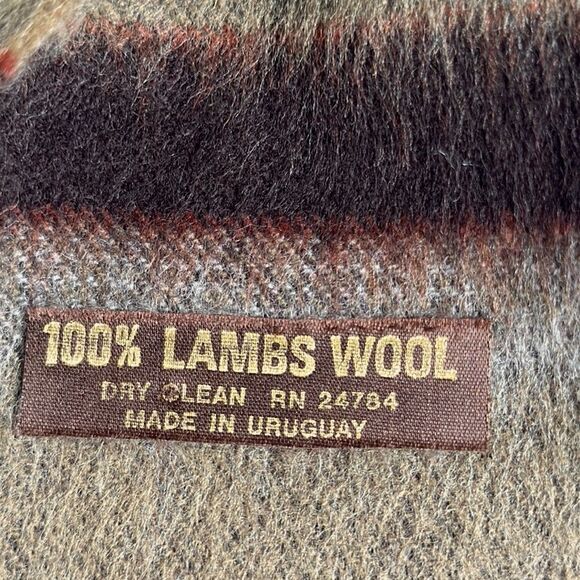 100% LAMBS WOOL
DRY CLEAN RN 24784
MADE IN URUGUAY